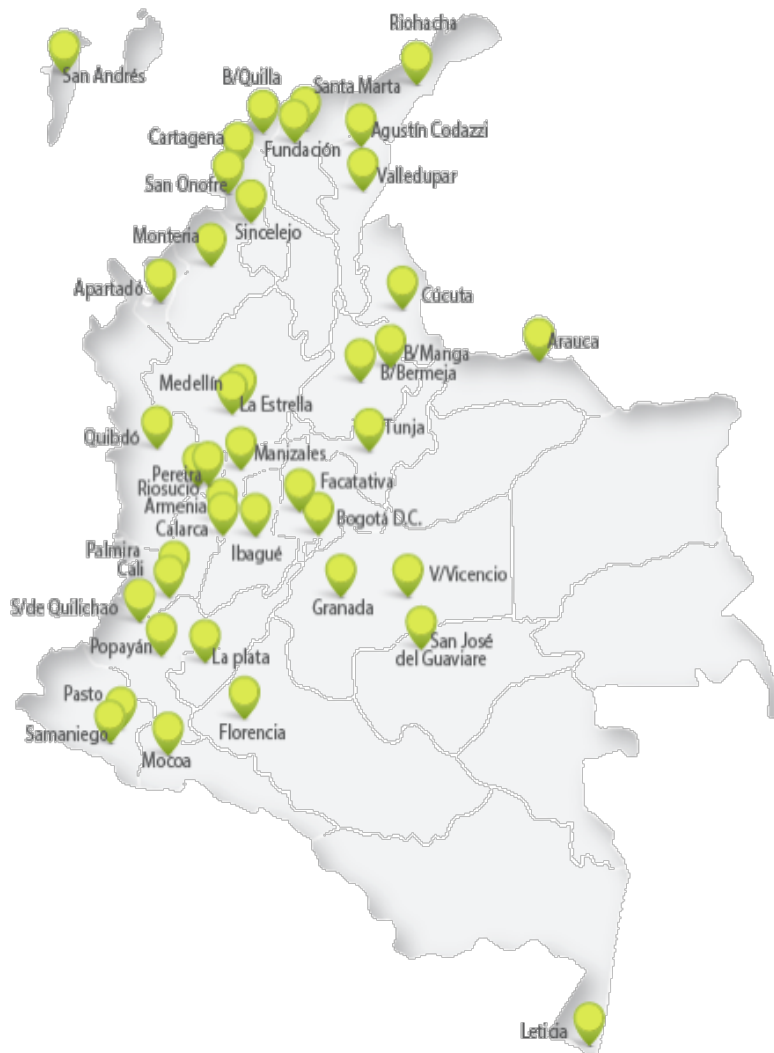 Riohacha
San Andrés
B/Quilla
Santa Marta
Agustín Codazzi
Cartagena
Fundación
Valledupar
San Onofre
Sincelejo
Monteria
Apartadó
Cúcuta
Arauca
B/Manga
B/Bermeja
Medellín
La Estrella
Tunja
Quibdó
Manizales
Pereira
Facatativa
Riosucio
Armenia
Bogotá D.C.
Calarca
Ibagué
Palmira
Cali
V/Vicencio
Granada
S/de Quilichao
Popayán
San José
del Guaviare
La plata
Pasto
Samaniego
Florencia
Mocoa
Leticia